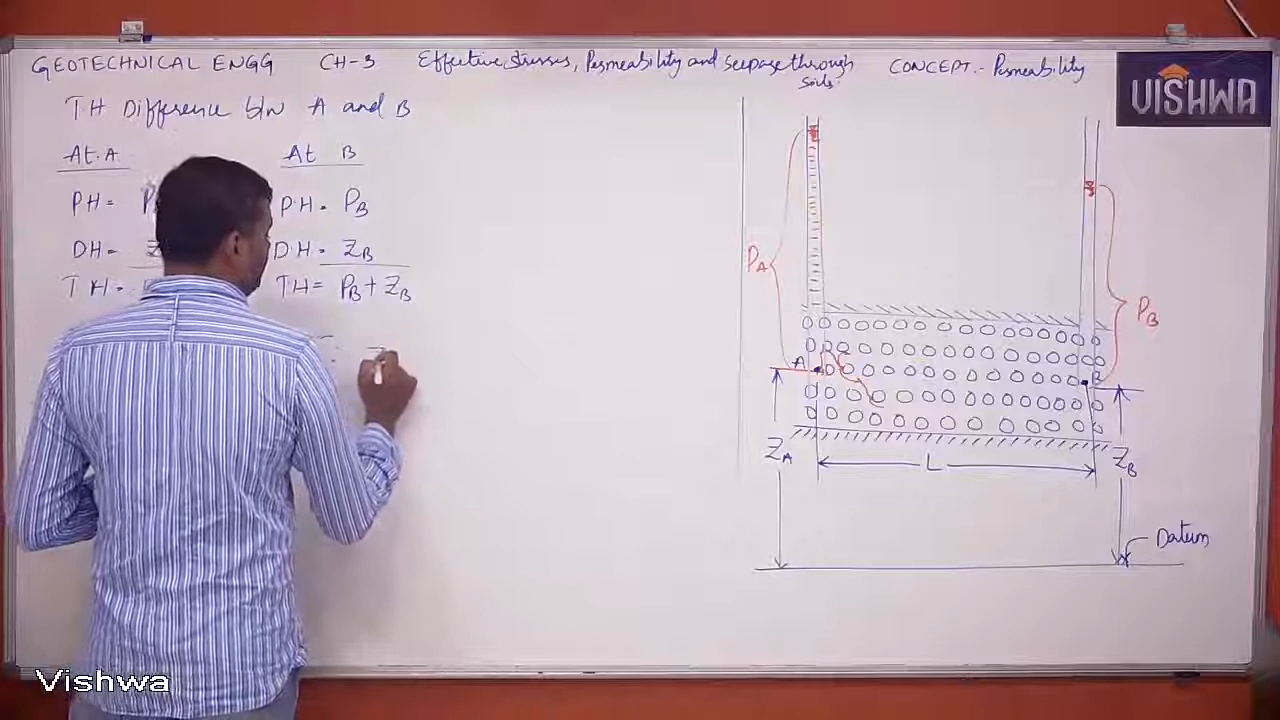 GEOTECHNICAL ENGG CH-3 Effective stresses, Permeability and seepage through soils CONCEPT:- Permeability
VISHWA
TH Difference b/w A and B
At A
At B
PH = P
P.H = PB
DH = Z
DH = ZB
TH =
TH = PB + ZB
PA
PB
A
B
ZA
L
ZB
Datum
Vishwa